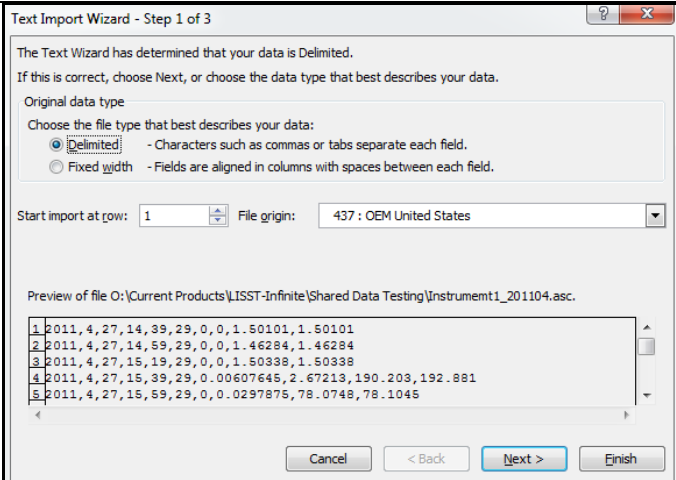 Text Import Wizard - Step 1 of 3
The Text Wizard has determined that your data is Delimited.
If this is correct, choose Next, or choose the data type that best describes your data.
Original data type
Choose the file type that best describes your data:
Delimited - Characters such as commas or tabs separate each field.
Fixed width - Fields are aligned in columns with spaces between each field.
Start import at row: 1 File origin: 437 : OEM United States
Preview of file O:\Current Products\LISST-Infinite\Shared Data Testing\Instrumemt1_201104.asc.
1 2011,4,27,14,39,29,0,0,1.50101,1.50101
2 2011,4,27,14,59,29,0,0,1.46284,1.46284
3 2011,4,27,15,19,29,0,0,1.50338,1.50338
4 2011,4,27,15,39,29,0.00607645,2.67213,190.203,192.881
5 2011,4,27,15,59,29,0,0.0297875,78.0748,78.1045
Cancel < Back Next > Finish